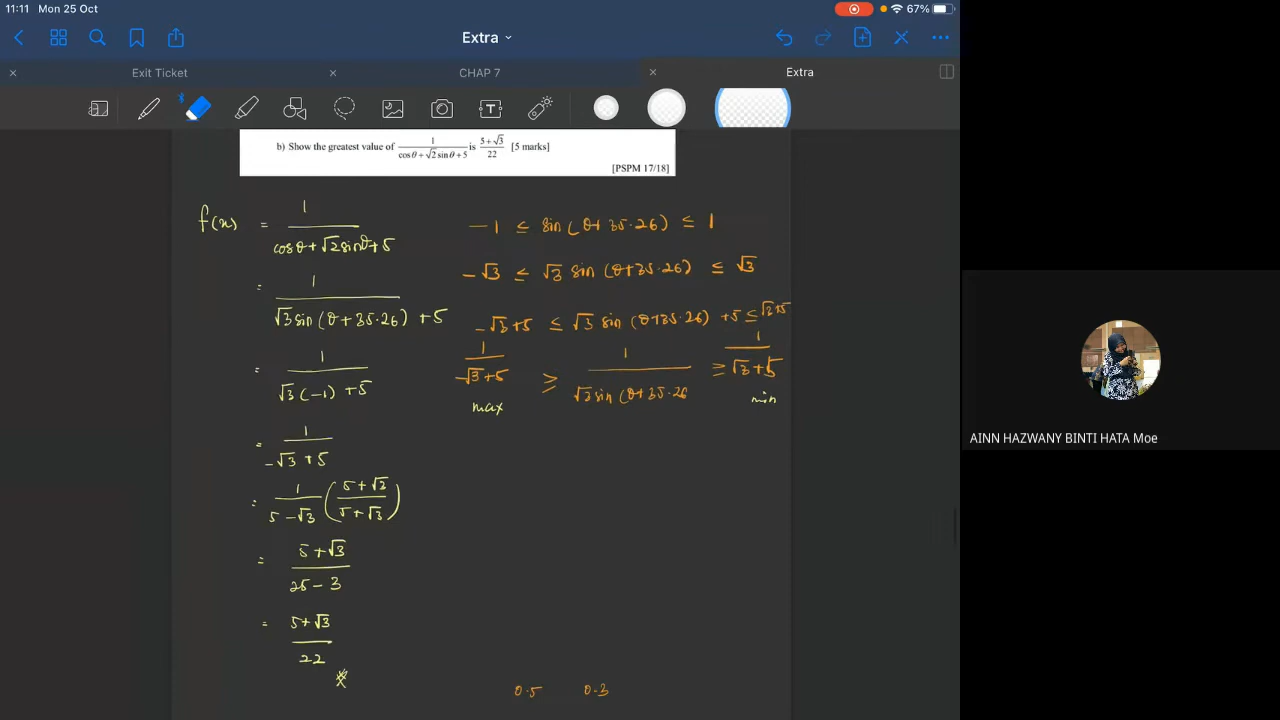 11:11 Mon 25 Oct
67%
Extra
Exit Ticket
CHAP 7
Extra
b) Show the greatest value of 1/(cos θ + √2 sin θ + 5) is (5 + √3)/22 [5 marks]
[PSPM 17/18]
f(x) = 1/(cos θ + √2 sin θ + 5)
= 1/(√3 sin (θ + 35.26) + 5)
= 1/(√3 (-1) + 5)
= 1/(-√3 + 5)
= 1/(5 - √3) ((5 + √3)/(5 + √3))
= (5 + √3)/(25 - 3)
= (5 + √3)/22
-1 ≤ sin (θ + 35.26) ≤ 1
-√3 ≤ √3 sin (θ + 35.26) ≤ √3
-√3 + 5 ≤ √3 sin (θ + 35.26) + 5 ≤ √3 + 5
1/(-√3 + 5) ≥ 1/(√3 sin (θ + 35.26 ≥ 1/(√3 + 5)
max min
0.5 0.3
AINN HAZWANY BINTI HATA Moe